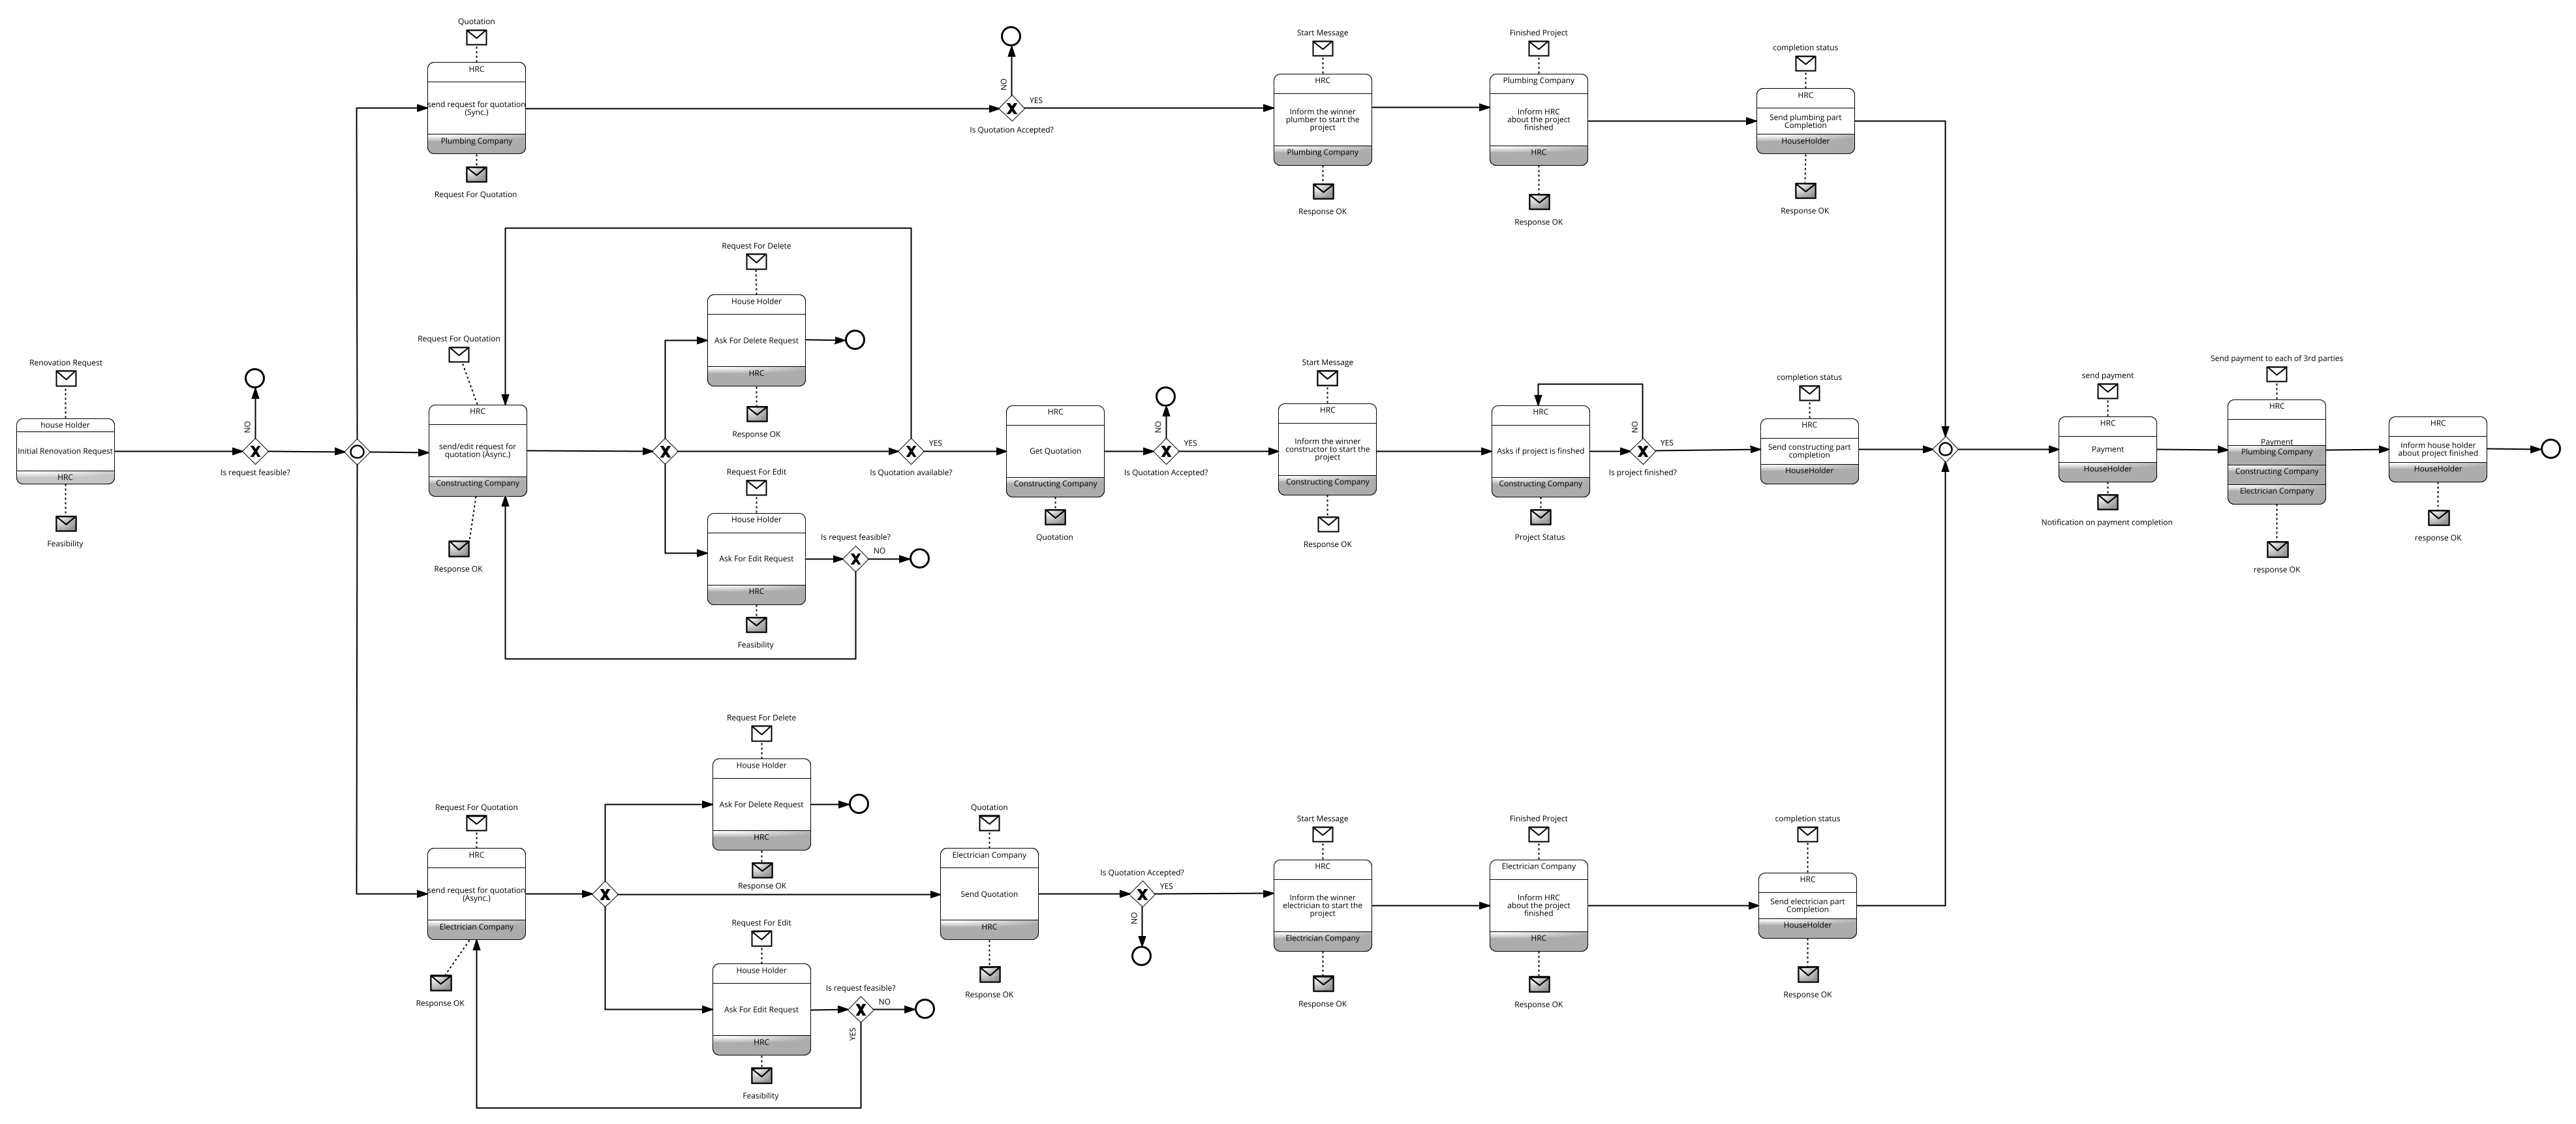 Quotation
HRC
send request for quotation
(Sync.)
Plumbing Company
Request For Quotation
NO
YES
Is Quotation Accepted?
Start Message
HRC
Inform the winner
plumber to start the
project
Plumbing Company
Response OK
Finished Project
Plumbing Company
Inform HRC
about the project
finished
HRC
Response OK
completion status
HRC
Send plumbing part
Completion
HouseHolder
Response OK
Renovation Request
house Holder
Initial Renovation Request
HRC
Feasibility
NO
Is request feasible?
Request For Quotation
HRC
send/edit request for
quotation (Async.)
Constructing Company
Response OK
Request For Delete
House Holder
Ask For Delete Request
HRC
Response OK
Request For Edit
House Holder
Ask For Edit Request
HRC
Feasibility
Is request feasible?
NO
YES
Is Quotation available?
HRC
Get Quotation
Constructing Company
Quotation
NO
YES
Is Quotation Accepted?
Start Message
HRC
Inform the winner
constructor to start the
project
Constructing Company
Response OK
HRC
Asks if project is finshed
Constructing Company
Project Status
NO
YES
Is project finished?
completion status
HRC
Send constructing part
completion
HouseHolder
send payment
HRC
Payment
HouseHolder
Notification on payment completion
Send payment to each of 3rd parties
HRC
Payment
Plumbing Company
Constructing Company
Electrician Company
response OK
HRC
Inform house holder
about project finished
HouseHolder
response OK
Request For Quotation
HRC
send request for quotation
(Async.)
Electrician Company
Response OK
Request For Delete
House Holder
Ask For Delete Request
HRC
Response OK
Request For Edit
House Holder
Ask For Edit Request
HRC
Feasibility
Is request feasible?
NO
YES
Quotation
Electrician Company
Send Quotation
HRC
Response OK
Is Quotation Accepted?
YES
NO
Start Message
HRC
Inform the winner
electrician to start the
project
Electrician Company
Response OK
Finished Project
Electrician Company
Inform HRC
about the project
finished
HRC
Response OK
completion status
HRC
Send electrician part
Completion
HouseHolder
Response OK